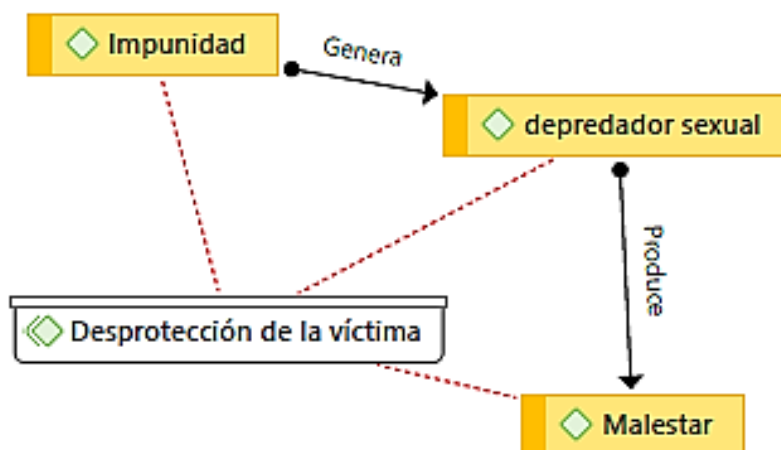 Impunidad
Genera
depredador sexual
Produce
Desprotección de la víctima
Malestar